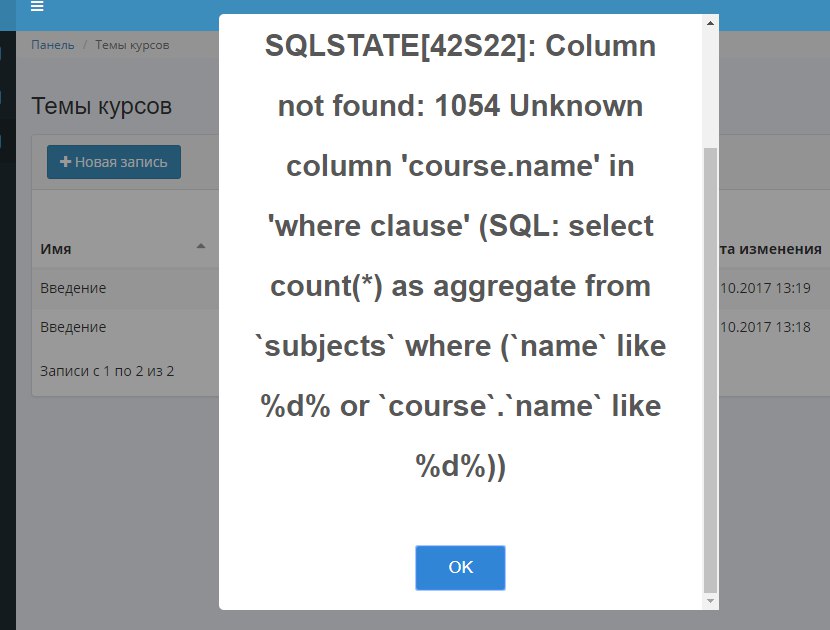 SQLSTATE[42S22]: Column
not found: 1054 Unknown
column 'course.name' in
'where clause' (SQL: select
count(*) as aggregate from
`subjects` where (`name` like
%d% or `course`.`name` like
%d%))
OK
Панель / Темы курсов
Темы курсов
Новая запись
Имя та изменения
Введение 10.2017 13:19
Введение 10.2017 13:18
Записи с 1 по 2 из 2